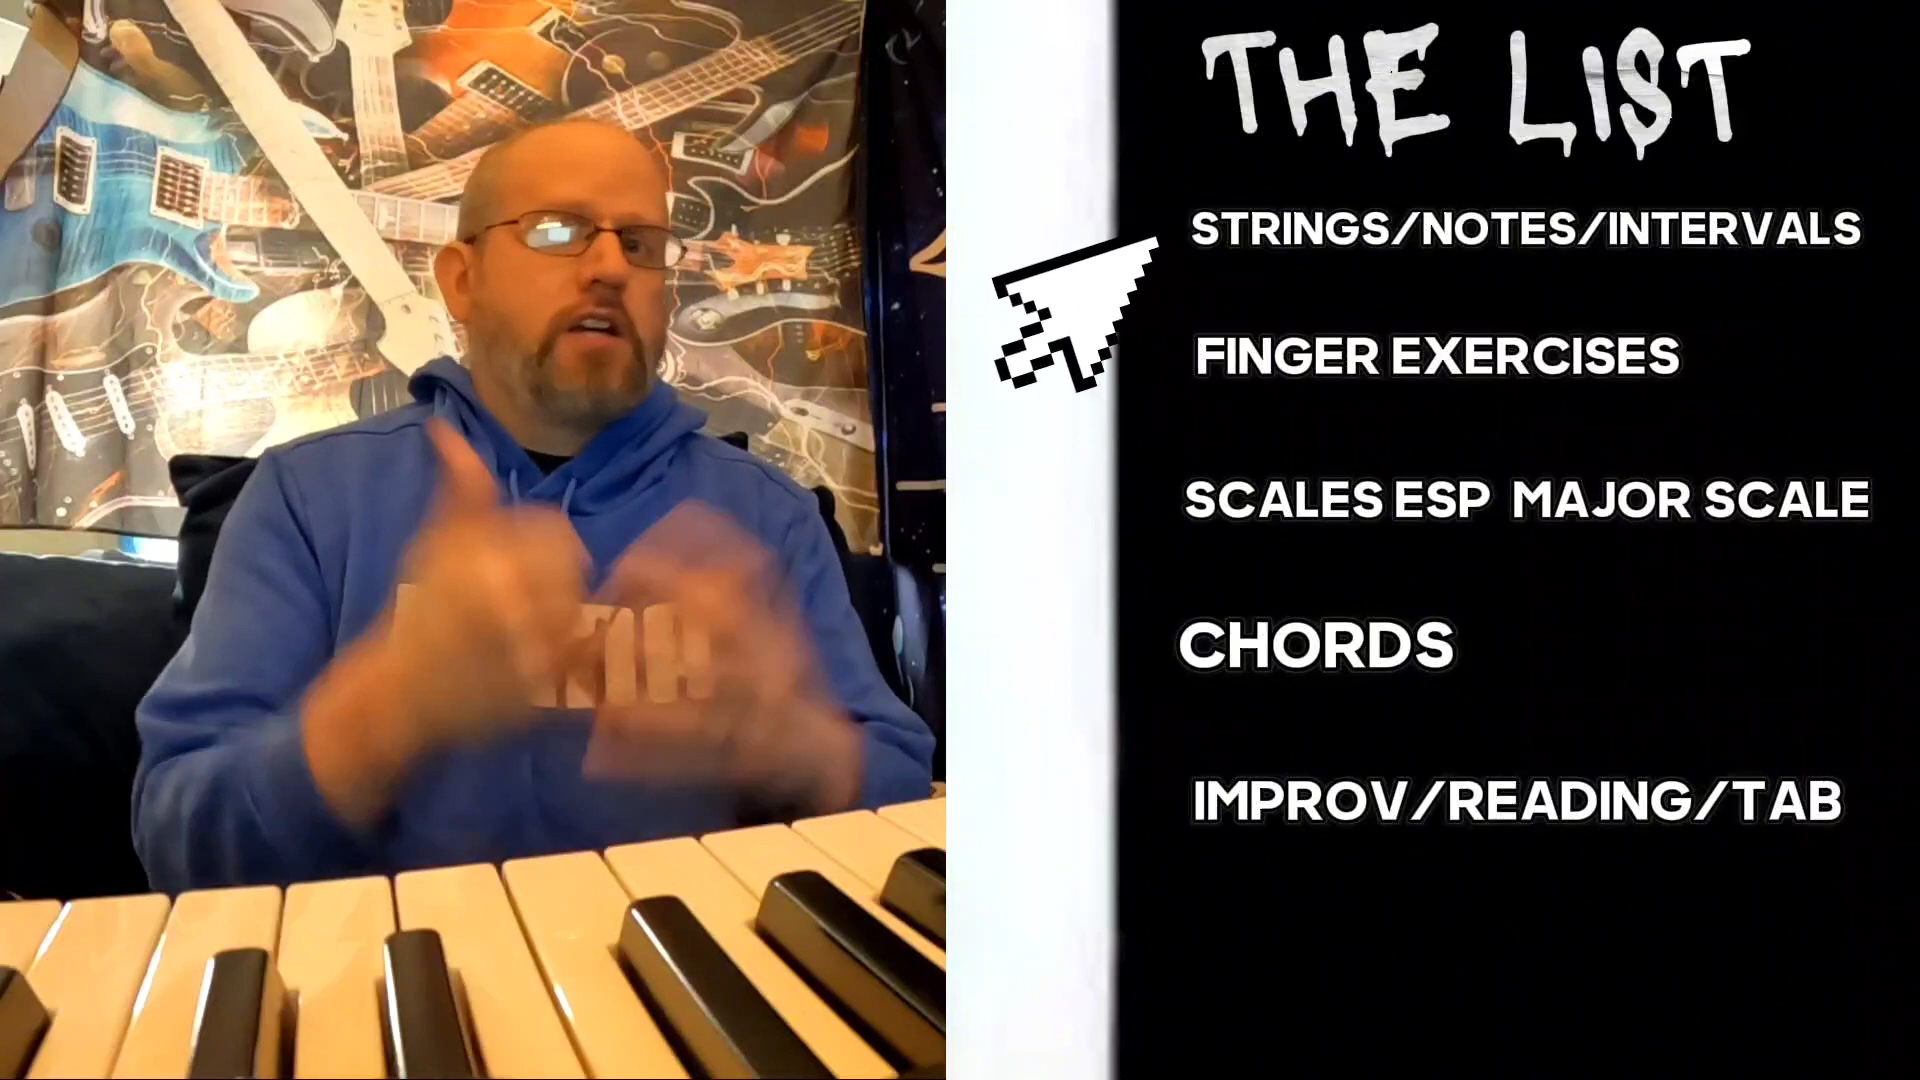 THE LIST
STRINGS/NOTES/INTERVALS
FINGER EXERCISES
SCALES ESP MAJOR SCALE
CHORDS
IMPROV/READING/TAB